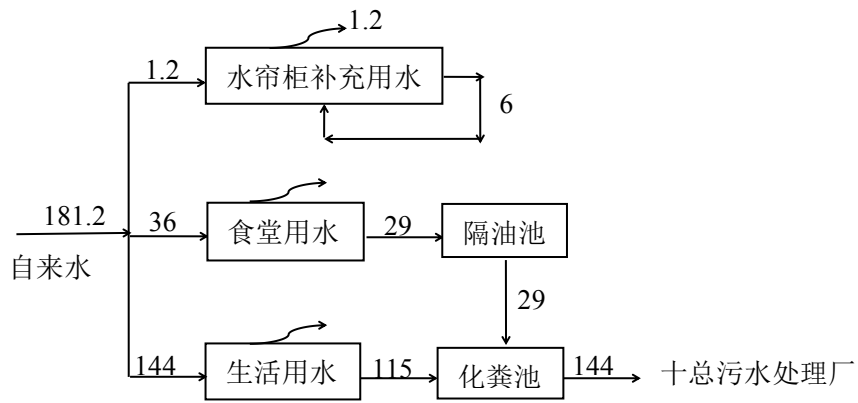 1.2
1.2
水帘柜补充用水
6
181.2
36
食堂用水
29
隔油池
自来水
29
144
生活用水
115
化粪池
144
十总污水处理厂